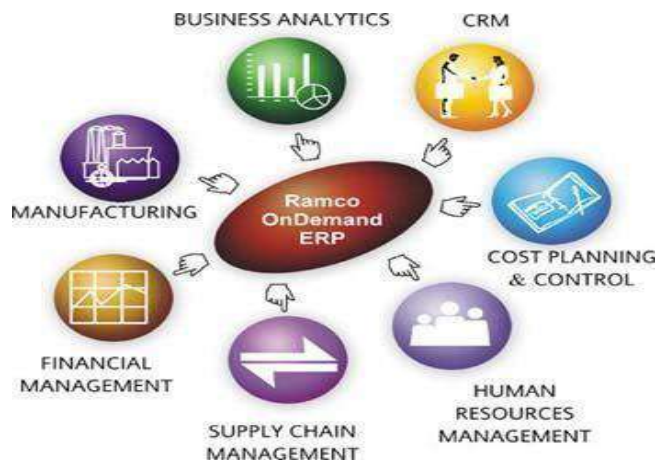 BUSINESS ANALYTICS
CRM
MANUFACTURING
Ramco
OnDemand
ERP
COST PLANNING
& CONTROL
FINANCIAL
MANAGEMENT
SUPPLY CHAIN
MANAGEMENT
HUMAN
RESOURCES
MANAGEMENT